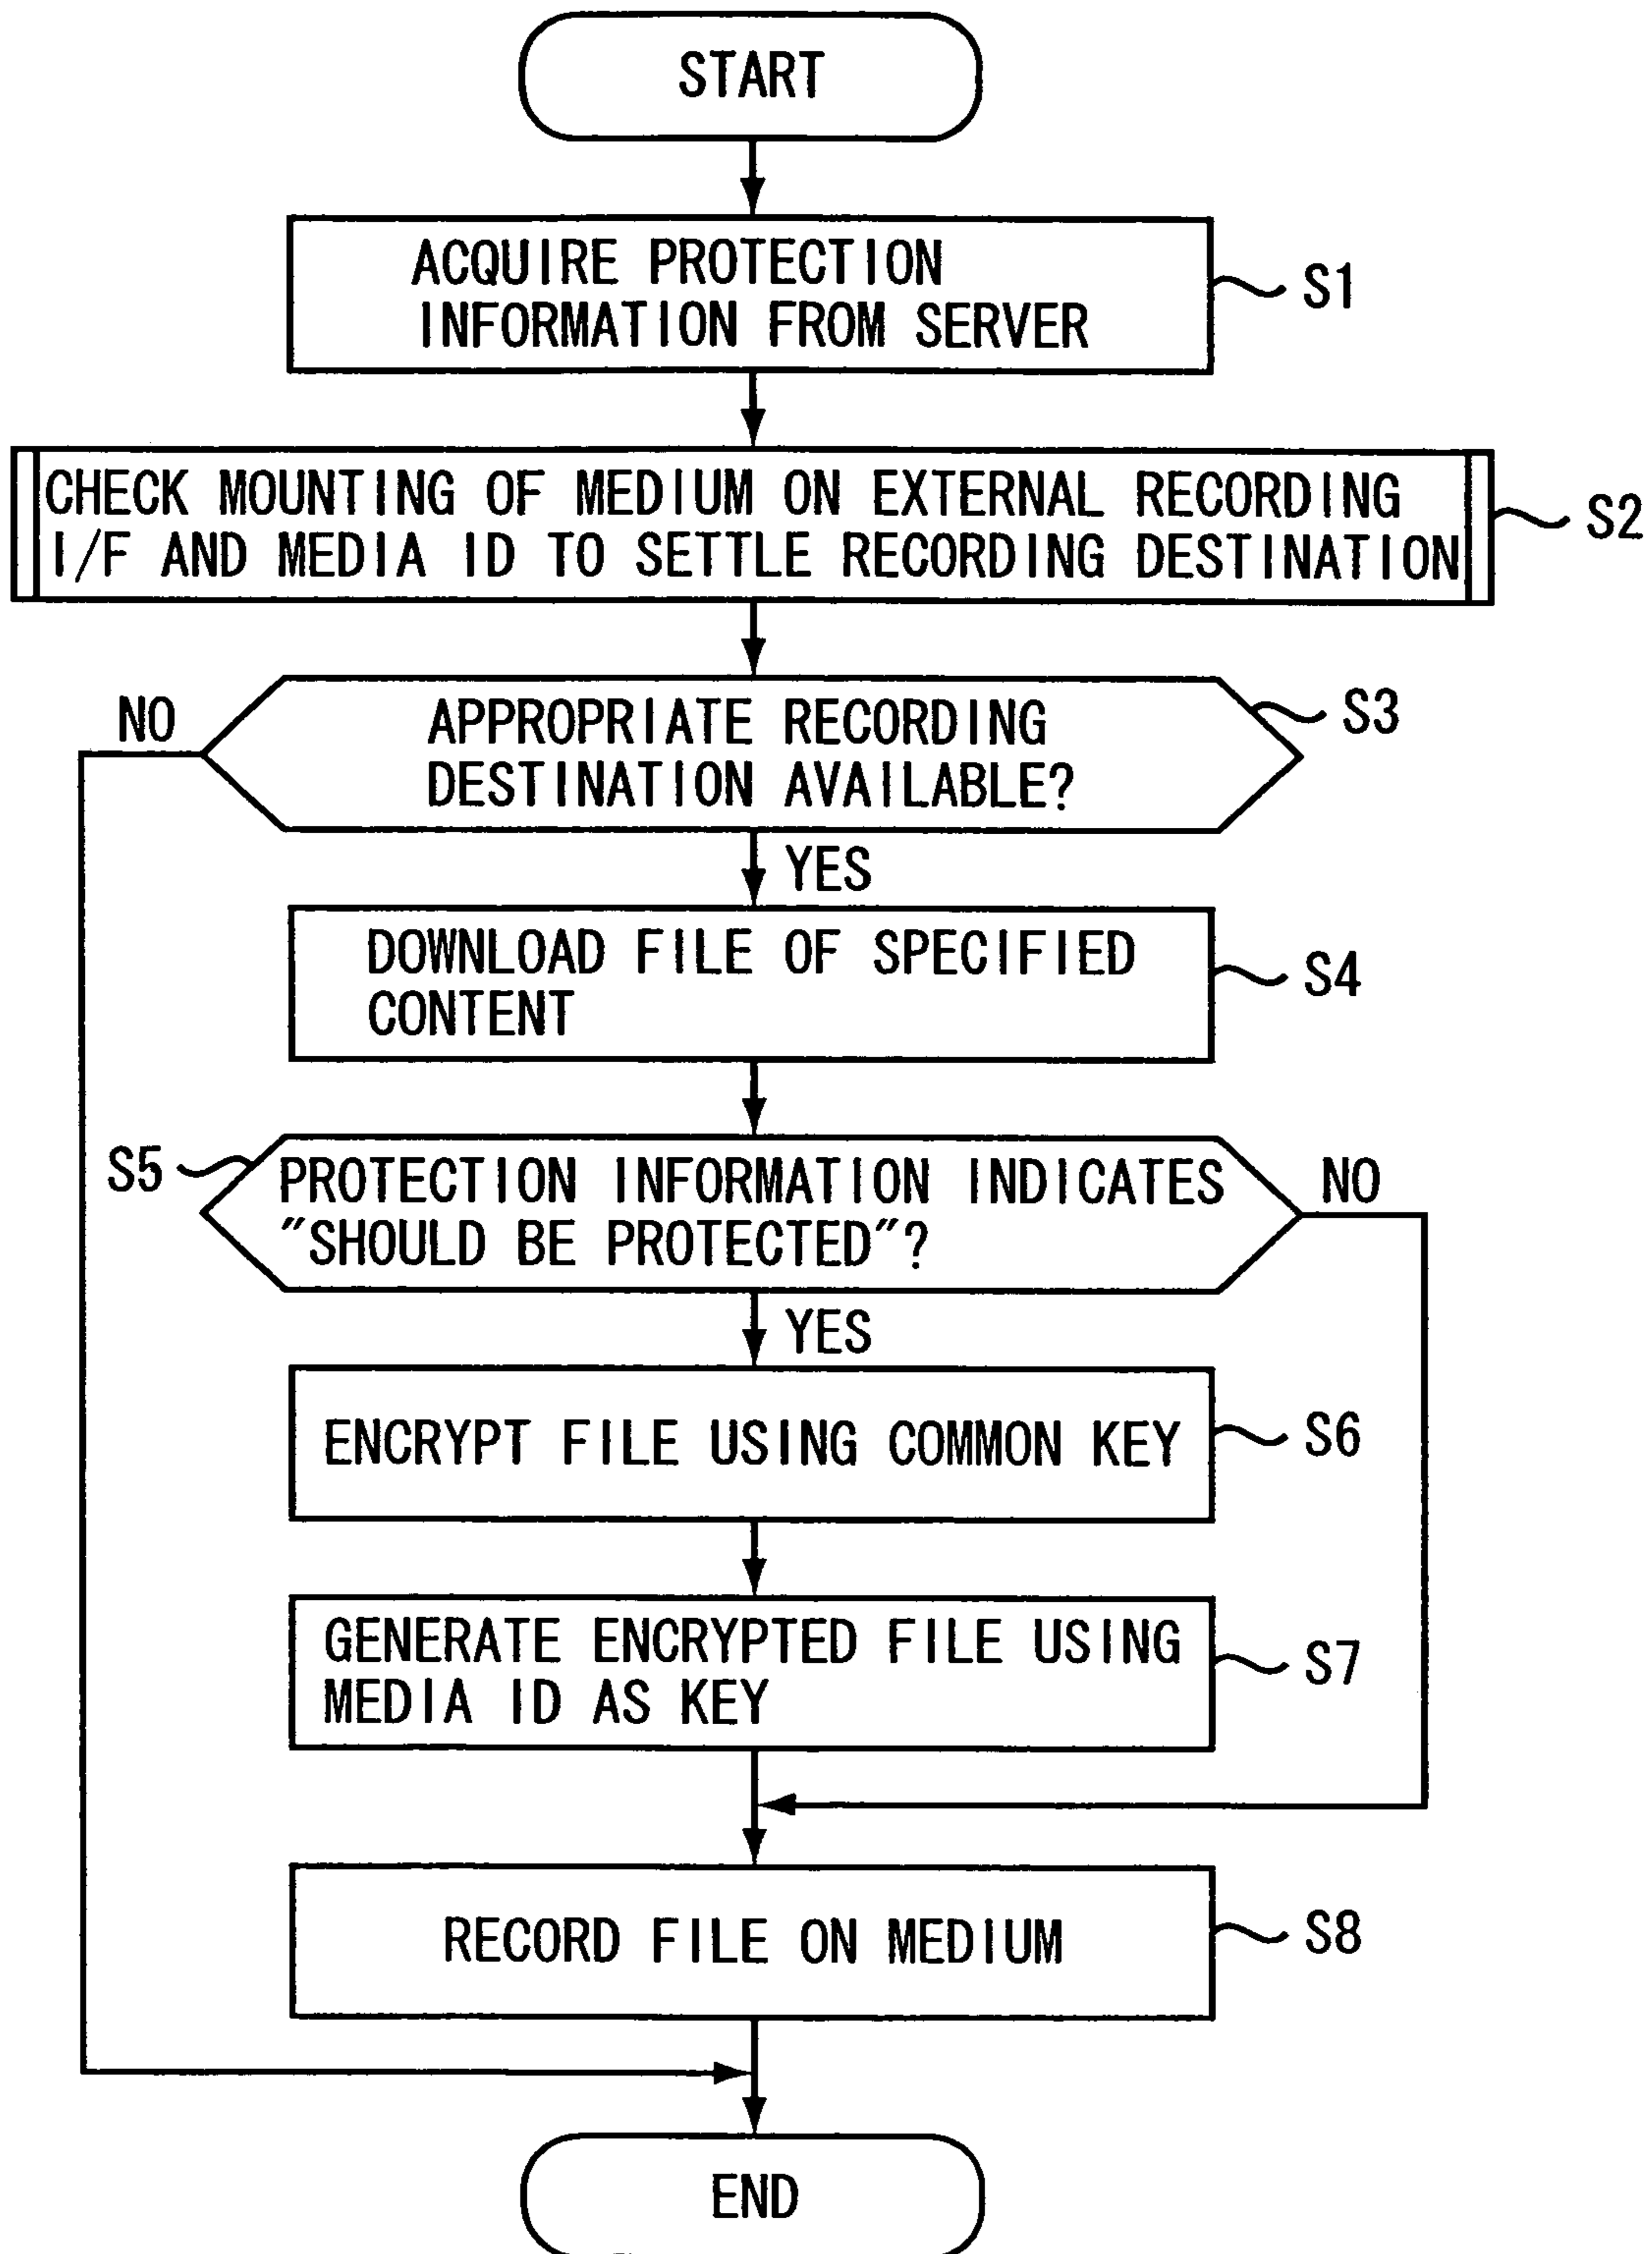 START
ACQUIRE PROTECTION
INFORMATION FROM SERVER
S1
CHECK MOUNTING OF MEDIUM ON EXTERNAL RECORDING
I/F AND MEDIA ID TO SETTLE RECORDING DESTINATION
S2
NO
APPROPRIATE RECORDING
DESTINATION AVAILABLE?
S3
YES
DOWNLOAD FILE OF SPECIFIED
CONTENT
S4
S5
PROTECTION INFORMATION INDICATES
"SHOULD BE PROTECTED"?
NO
YES
ENCRYPT FILE USING COMMON KEY
S6
GENERATE ENCRYPTED FILE USING
MEDIA ID AS KEY
S7
RECORD FILE ON MEDIUM
S8
END